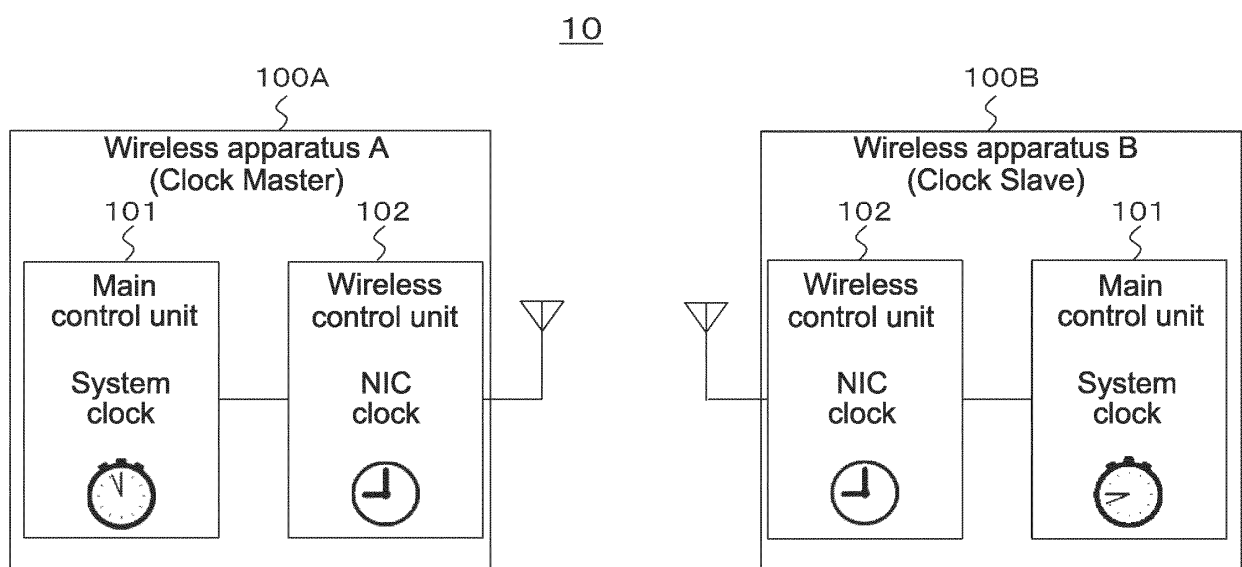 10
100A
100B
Wireless apparatus A
(Clock Master)
Wireless apparatus B
(Clock Slave)
101
102
102
101
Main
control unit
System
clock
Wireless
control unit
NIC
clock
Wireless
control unit
NIC
clock
Main
control unit
System
clock